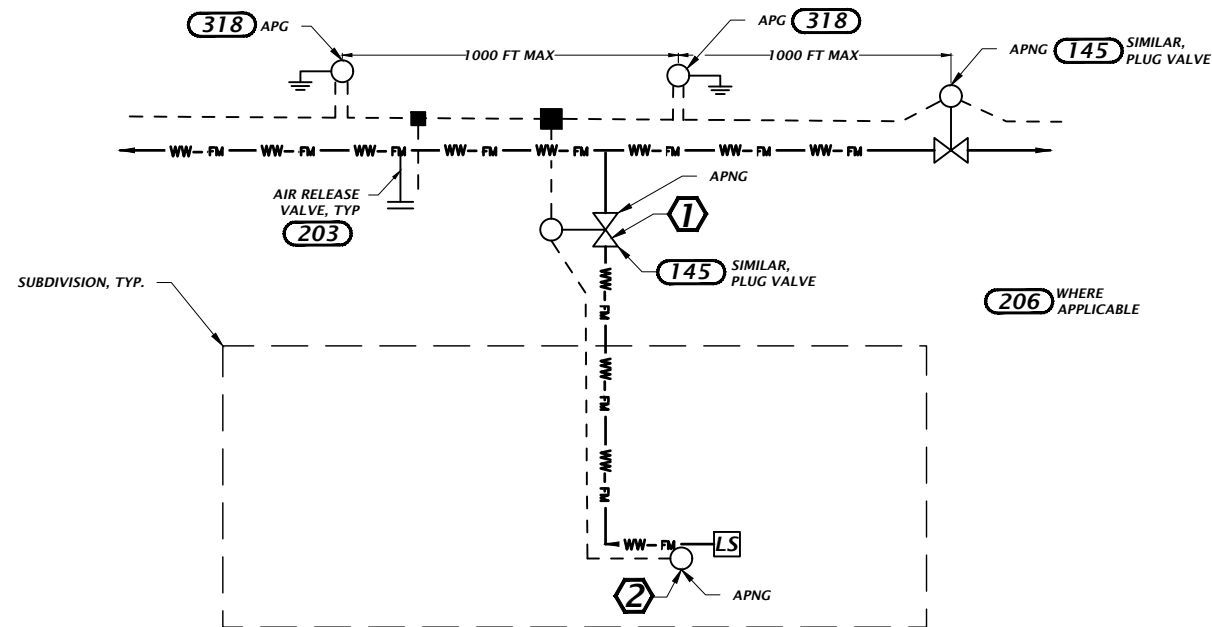 318 APG
APG 318
1000 FT MAX
1000 FT MAX
APNG 145 SIMILAR,
PLUG VALVE
WW-FM WW-FM WW-FM WW-FM WW-FM WW-FM WW-FM WW-FM
AIR RELEASE
VALVE, TYP
203
APNG
1
145 SIMILAR,
PLUG VALVE
SUBDIVISION, TYP.
206 WHERE
APPLICABLE
WW-FM
WW-FM
WW-FM
WW-FM LS
2
APNG